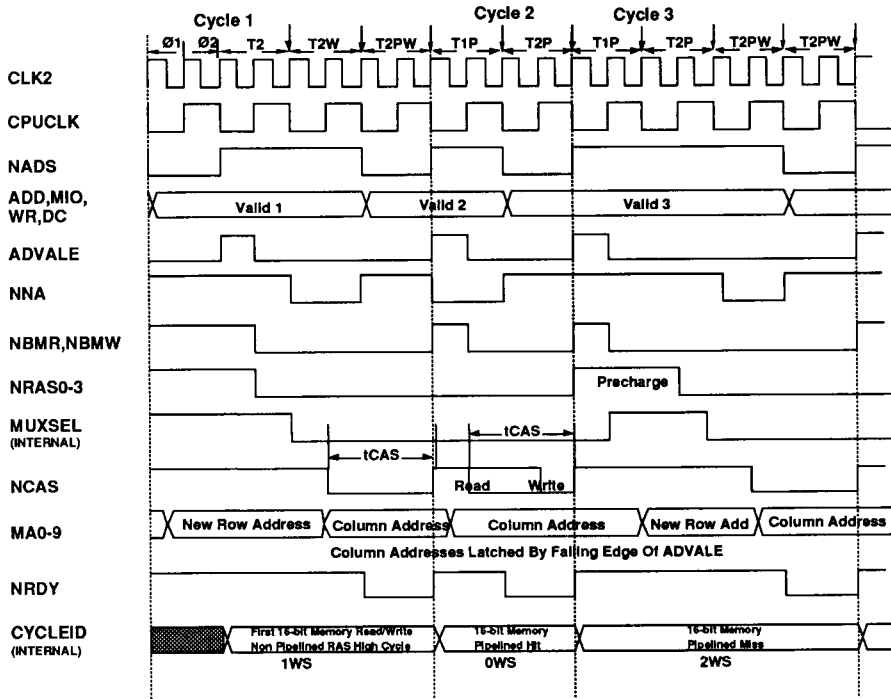 Cycle 1 Cycle 2 Cycle 3
Ø1 Ø2 T2 T2W T2PW T1P T2P T1P T2P T2PW T2PW
CLK2
CPUCLK
NADS
ADD,MIO,
WR,DC
Valid 1 Valid 2 Valid 3
ADVALE
NNA
NBMR,NBMW
NRAS0-3
Precharge
MUXSEL
(INTERNAL)
tCAS tCAS
NCAS
Read Write
MA0-9
New Row Address Column Address Column Address New Row Add Column Address
Column Addresses Latched By Falling Edge Of ADVALE
NRDY
CYCLEID
(INTERNAL)
First 16-bit Memory Read/Write 16-bit Memory 16-bit Memory
Non Pipelined RAS High Cycle Pipelined Hit Pipelined Miss
1WS 0WS 2WS